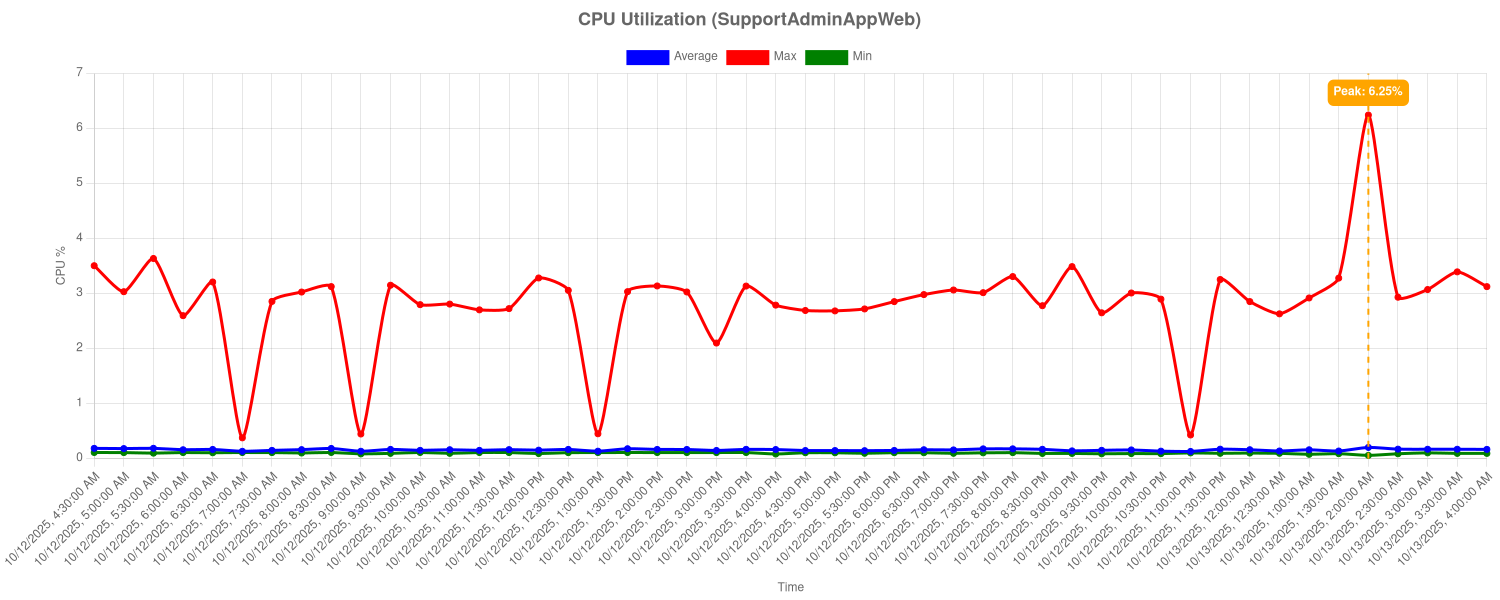 CPU Utilization (SupportAdminAppWeb)
Average Max Min
Peak: 6.25%
7
6
5
4
3
2
1
0
CPU %
10/12/2025, 4:30:00 AM
10/12/2025, 5:00:00 AM
10/12/2025, 5:30:00 AM
10/12/2025, 6:00:00 AM
10/12/2025, 6:30:00 AM
10/12/2025, 7:00:00 AM
10/12/2025, 7:30:00 AM
10/12/2025, 8:00:00 AM
10/12/2025, 8:30:00 AM
10/12/2025, 9:00:00 AM
10/12/2025, 9:30:00 AM
10/12/2025, 10:00:00 AM
10/12/2025, 10:30:00 AM
10/12/2025, 11:00:00 AM
10/12/2025, 11:30:00 AM
10/12/2025, 12:00:00 PM
10/12/2025, 12:30:00 PM
10/12/2025, 1:00:00 PM
10/12/2025, 1:30:00 PM
10/12/2025, 2:00:00 PM
10/12/2025, 2:30:00 PM
10/12/2025, 3:00:00 PM
10/12/2025, 3:30:00 PM
10/12/2025, 4:00:00 PM
10/12/2025, 4:30:00 PM
10/12/2025, 5:00:00 PM
10/12/2025, 5:30:00 PM
10/12/2025, 6:00:00 PM
10/12/2025, 6:30:00 PM
10/12/2025, 7:00:00 PM
10/12/2025, 7:30:00 PM
10/12/2025, 8:00:00 PM
10/12/2025, 8:30:00 PM
10/12/2025, 9:00:00 PM
10/12/2025, 9:30:00 PM
10/12/2025, 10:00:00 PM
10/12/2025, 10:30:00 PM
10/12/2025, 11:00:00 PM
10/12/2025, 11:30:00 PM
10/13/2025, 12:00:00 AM
10/13/2025, 12:30:00 AM
10/13/2025, 1:00:00 AM
10/13/2025, 1:30:00 AM
10/13/2025, 2:00:00 AM
10/13/2025, 2:30:00 AM
10/13/2025, 3:00:00 AM
10/13/2025, 3:30:00 AM
10/13/2025, 4:00:00 AM
Time